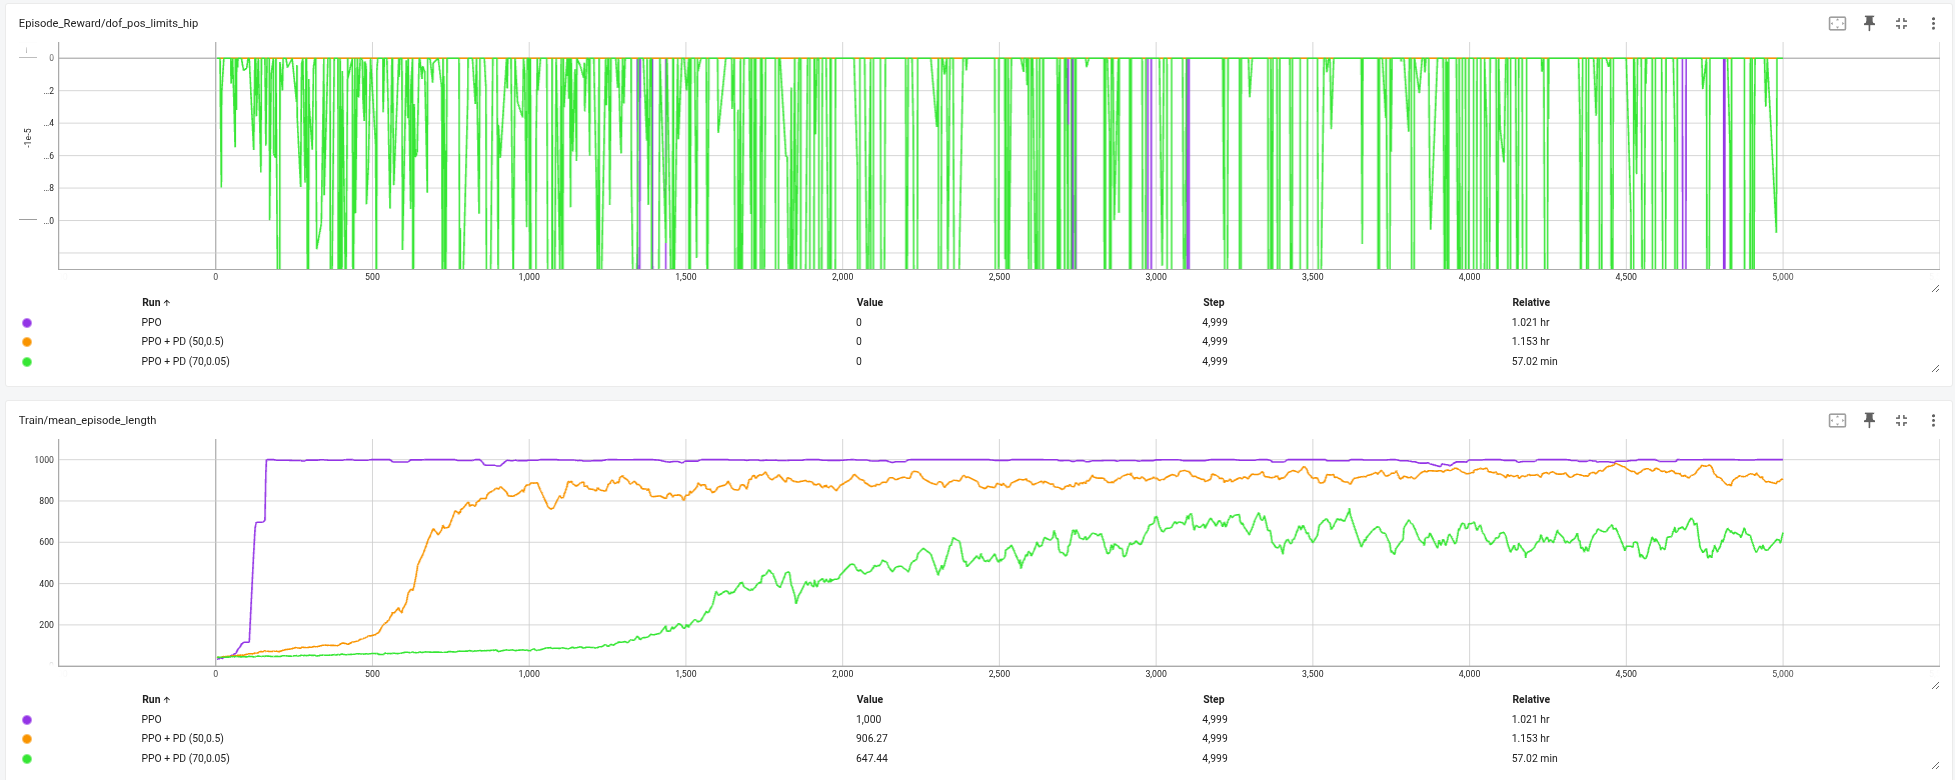 Episode_Reward/dof_pos_limits_hip
0
...2
...4
...6
...8
...0
-1e-5
0 500 1,000 1,500 2,000 2,500 3,000 3,500 4,000 4,500 5,000
Run ↑ Value Step Relative
PPO 0 4,999 1.021 hr
PPO + PD (50,0.5) 0 4,999 1.153 hr
PPO + PD (70,0.05) 0 4,999 57.02 min
Train/mean_episode_length
1000
800
600
400
200
0 500 1,000 1,500 2,000 2,500 3,000 3,500 4,000 4,500 5,000
Run ↑ Value Step Relative
PPO 1,000 4,999 1.021 hr
PPO + PD (50,0.5) 906.27 4,999 1.153 hr
PPO + PD (70,0.05) 647.44 4,999 57.02 min